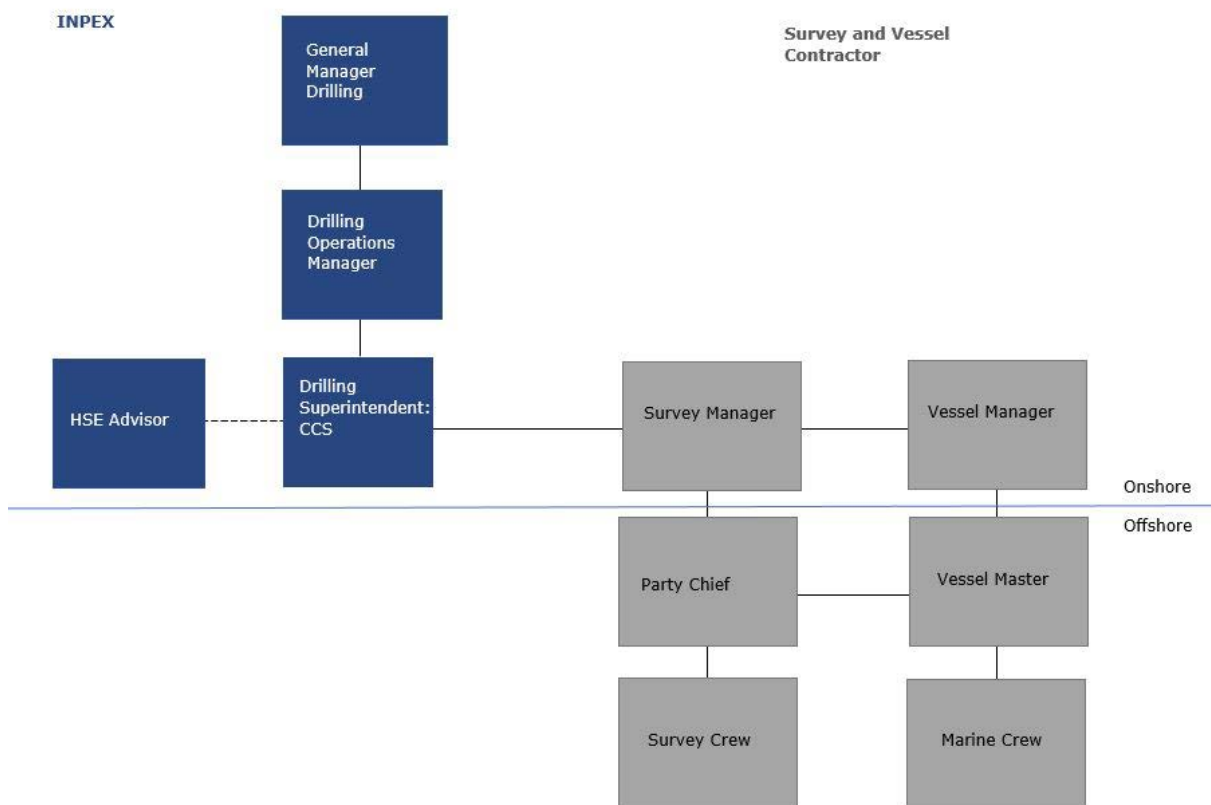 INPEX
Survey and Vessel
Contractor
General
Manager
Drilling
Drilling
Operations
Manager
HSE Advisor
Drilling
Superintendent:
CCS
Survey Manager
Vessel Manager
Onshore
Offshore
Party Chief
Vessel Master
Survey Crew
Marine Crew